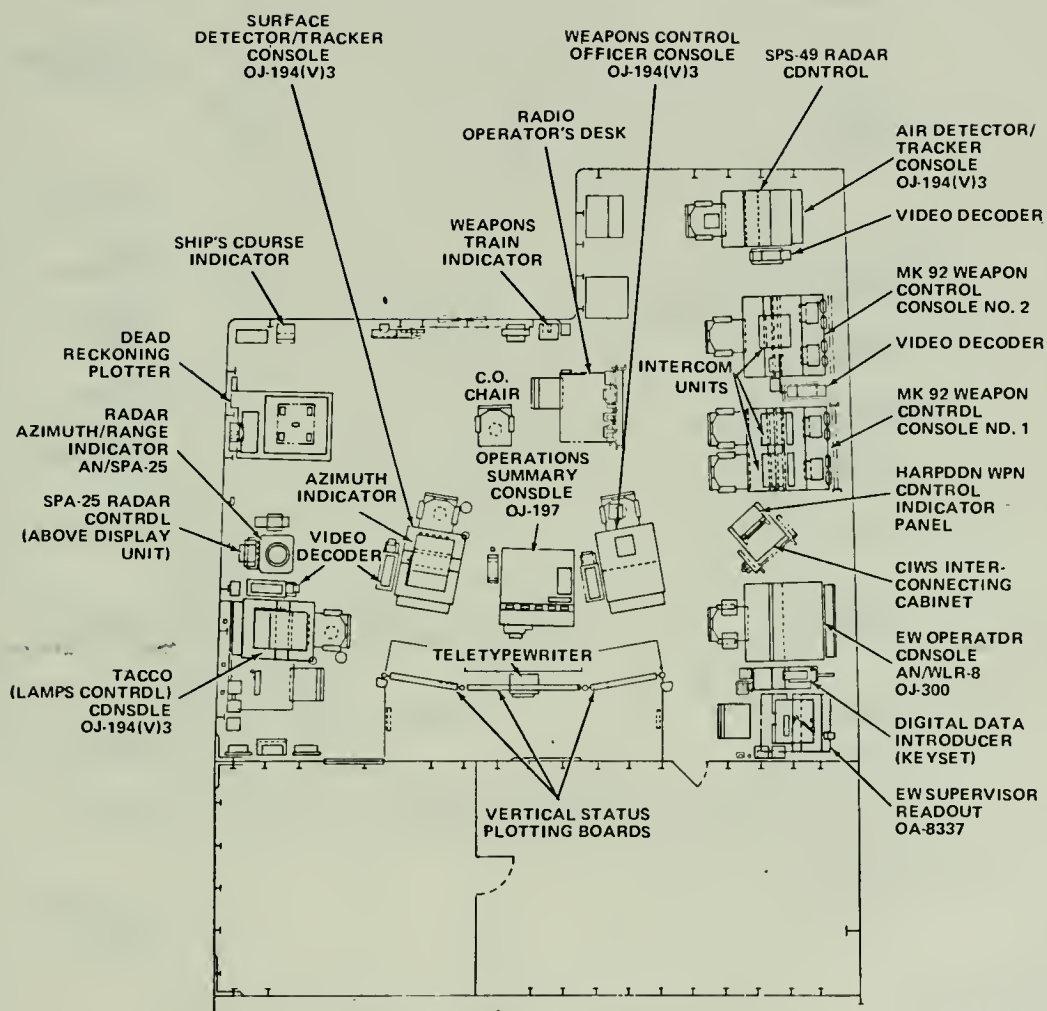 SURFACE
DETECTOR/TRACKER
CONSOLE
OJ-194(V)3
WEAPONS CONTROL
OFFICER CONSOLE
OJ-194(V)3
SPS-49 RADAR
CDNTROL
RADIO
OPERATOR'S DESK
AIR DETECTOR/
TRACKER
CONSOLE
OJ-194(V)3
VIDEO DECODER
WEAPONS
TRAIN
INDICATOR
SHIP'S CDURSE
INDICATOR
MK 92 WEAPON
CONTROL
CONSOLE NO. 2
VIDEO DECODER
DEAD
RECKONING
PLOTTER
C.O.
CHAIR
INTERCOM
UNITS
MK 92 WEAPON
CDNTRDL
CONSOLE ND. 1
RADAR
AZIMUTH/RANGE
INDICATOR
AN/SPA-25
OPERATIONS
SUMMARY
CONSDLE
OJ-197
HARPDDN WPN
CDNTROL
INDICATOR
PANEL
AZIMUTH
INDICATOR
SPA-25 RADAR
CONTRDL
(ABOVE DISPLAY
UNIT)
VIDEO
DECODER
CIWS INTER-
CDNNECTING
CABINET
EW OPERATDR
CDNSOLE
AN/WLR-8
OJ-300
TELETYPEWRITER
TACCO
(LAMPS CONTRDL)
CDNSDLE
OJ-194(V)3
DIGITAL DATA
INTRODUCER
(KEYSET)
VERTICAL STATUS
PLOTTING BOARDS
EW SUPERVISOR
READOUT
OA-8337